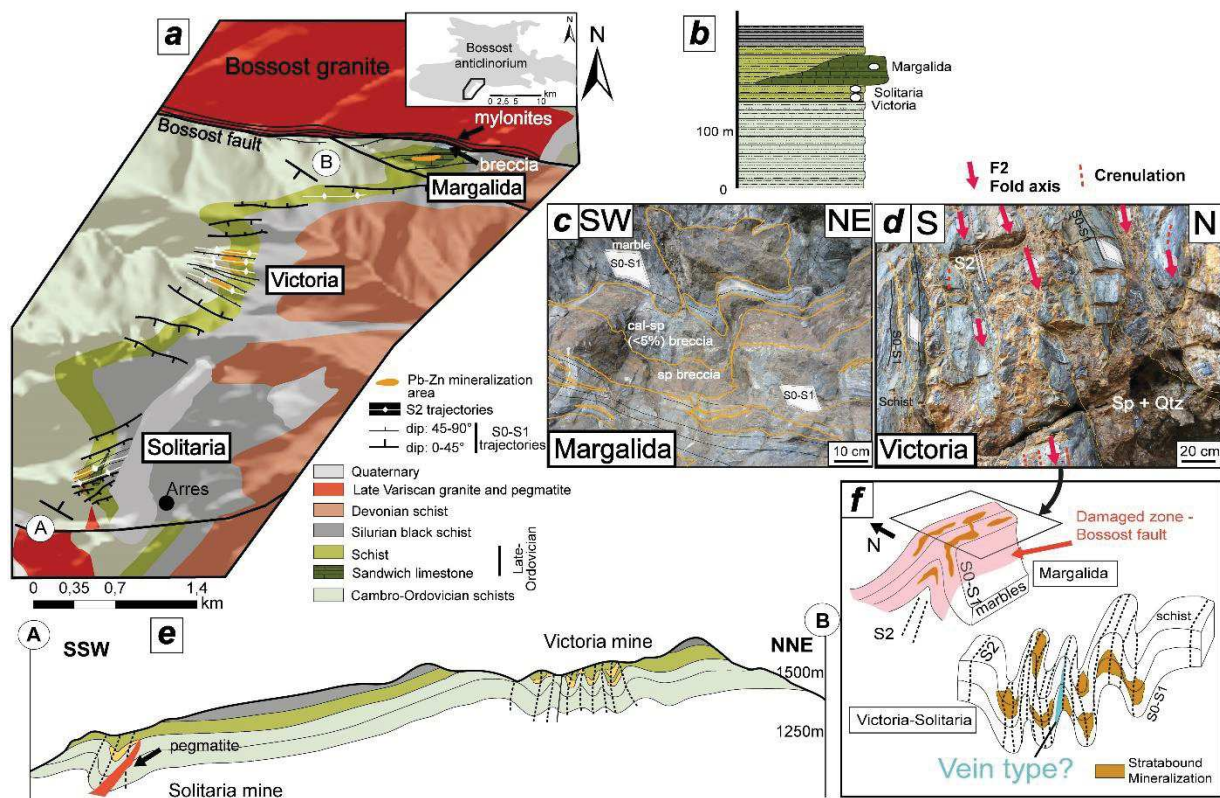 a
Bossost granite
Bossost fault
mylonites
breccia
B
Margalida
Victoria
Solitaria
Arres
A
N
Bossost
anticlinorium
N
0 2,5 5 10
km
Pb-Zn mineralization
area
S2 trajectories
dip: 45-90°
dip: 0-45°
S0-S1
trajectories
Quaternary
Late Variscan granite and pegmatite
Devonian schist
Silurian black schist
Schist
Sandwich limestone
Cambro-Ordovician schists
Late-
Ordovician
0 0,35 0,7 1,4
km
b
Margalida
Solitaria
Victoria
100 m
0
F2
Fold axis
Crenulation
c SW NE
marble
S0-S1
cal-sp
(<5%) breccia
sp breccia
S0-S1
Margalida
10 cm
d S N
S0-S1
S2
S0-S1
Schist
Sp + Qtz
Victoria
20 cm
A
SSW
e
Victoria mine
B
NNE
1500m
1250m
pegmatite
Solitaria mine
f
N
Damaged zone -
Bossost fault
S0-S1
marbles
Margalida
S2
schist
S2
S0-S1
Victoria-Solitaria
Vein type?
Stratabound
Mineralization